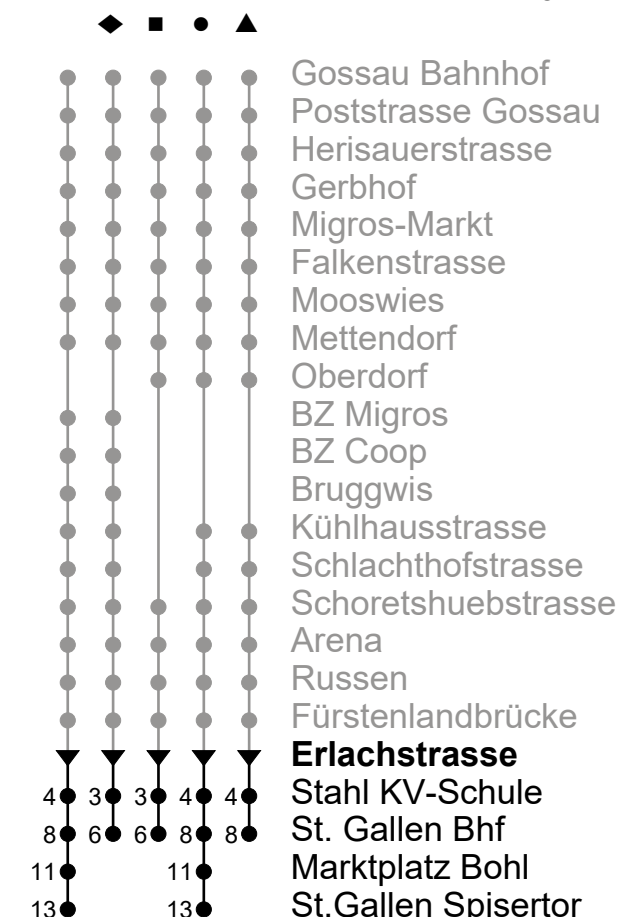 Gossau Bahnhof
Poststrasse Gossau
Herisauerstrasse
Gerbhof
Migros-Markt
Falkenstrasse
Mooswies
Mettendorf
Oberdorf
BZ Migros
BZ Coop
Bruggwis
Kühlhausstrasse
Schlachthofstrasse
Schoretshuebstrasse
Arena
Russen
Fürstenlandbrücke
Erlachstrasse
4 3 3 4 4 Stahl KV-Schule
8 6 6 8 8 St. Gallen Bhf
11 11 Marktplatz Bohl
13 13 St.Gallen Spisertor